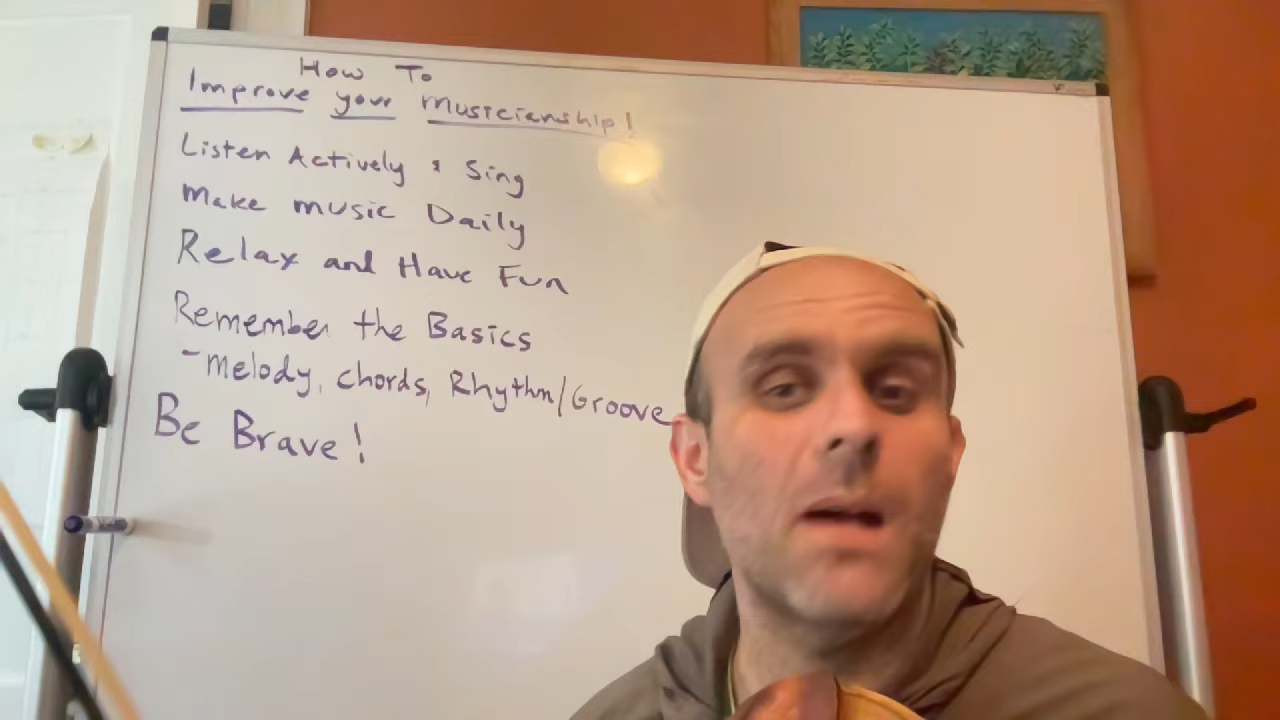 How To
Improve your Musicianship!
Listen Actively & Sing
Make music Daily
Relax and Have Fun
Remember the Basics
- Melody, chords, Rhythm/Groove
Be Brave!